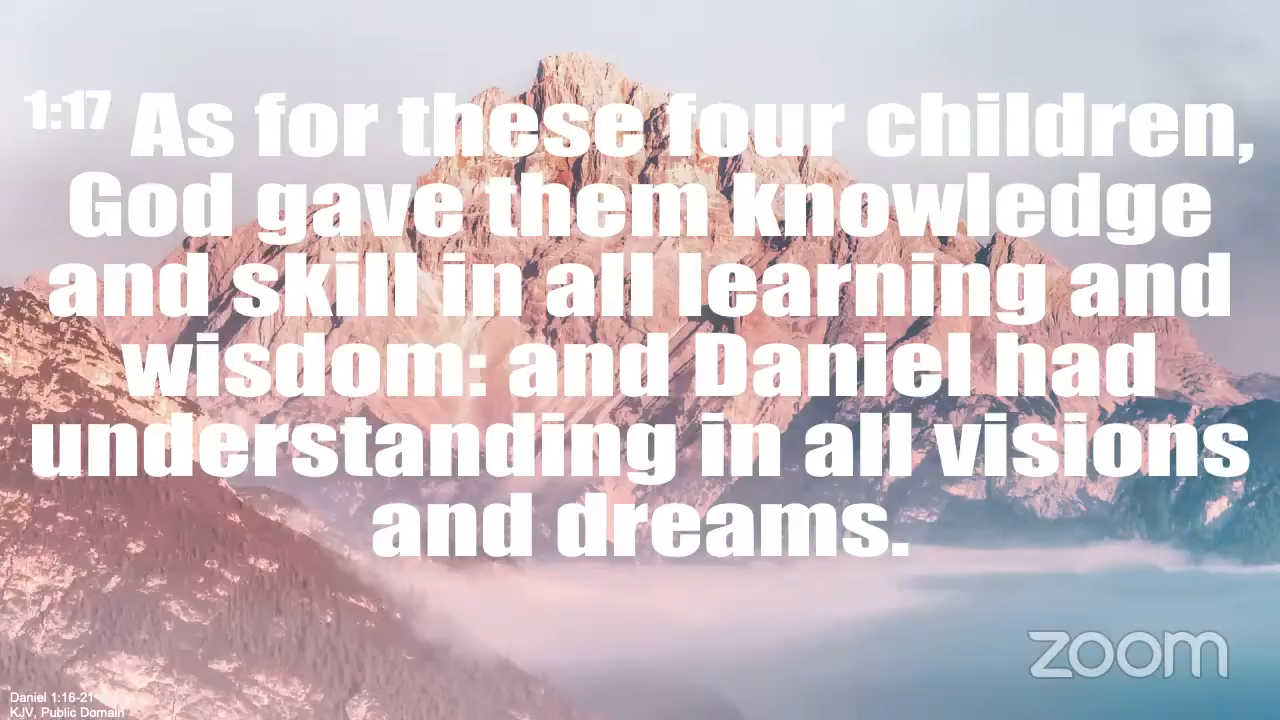 1:17 As for these four children,
God gave them knowledge
and skill in all learning and
wisdom: and Daniel had
understanding in all visions
and dreams.
zoom
Daniel 1:16-21
KJV, Public Domain